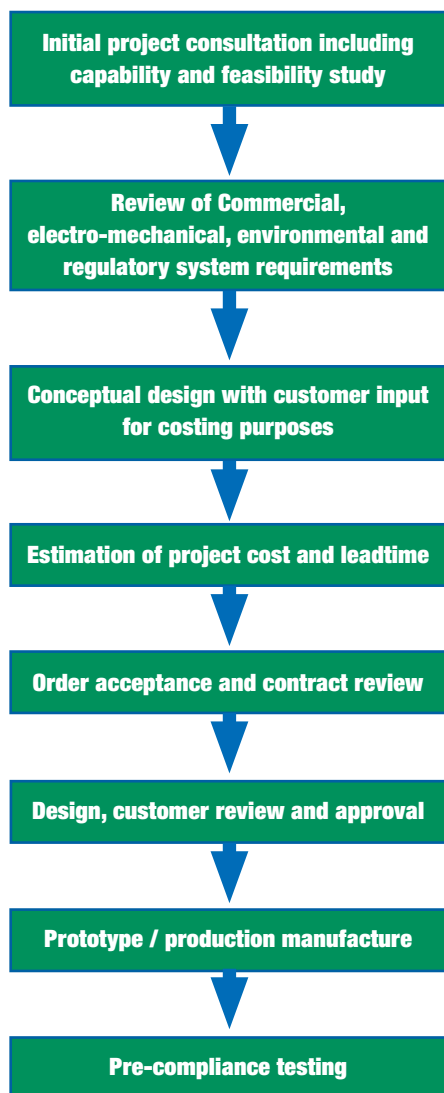 Initial project consultation including
capability and feasibility study
Review of Commercial,
electro-mechanical, environmental and
regulatory system requirements
Conceptual design with customer input
for costing purposes
Estimation of project cost and leadtime
Order acceptance and contract review
Design, customer review and approval
Prototype / production manufacture
Pre-compliance testing